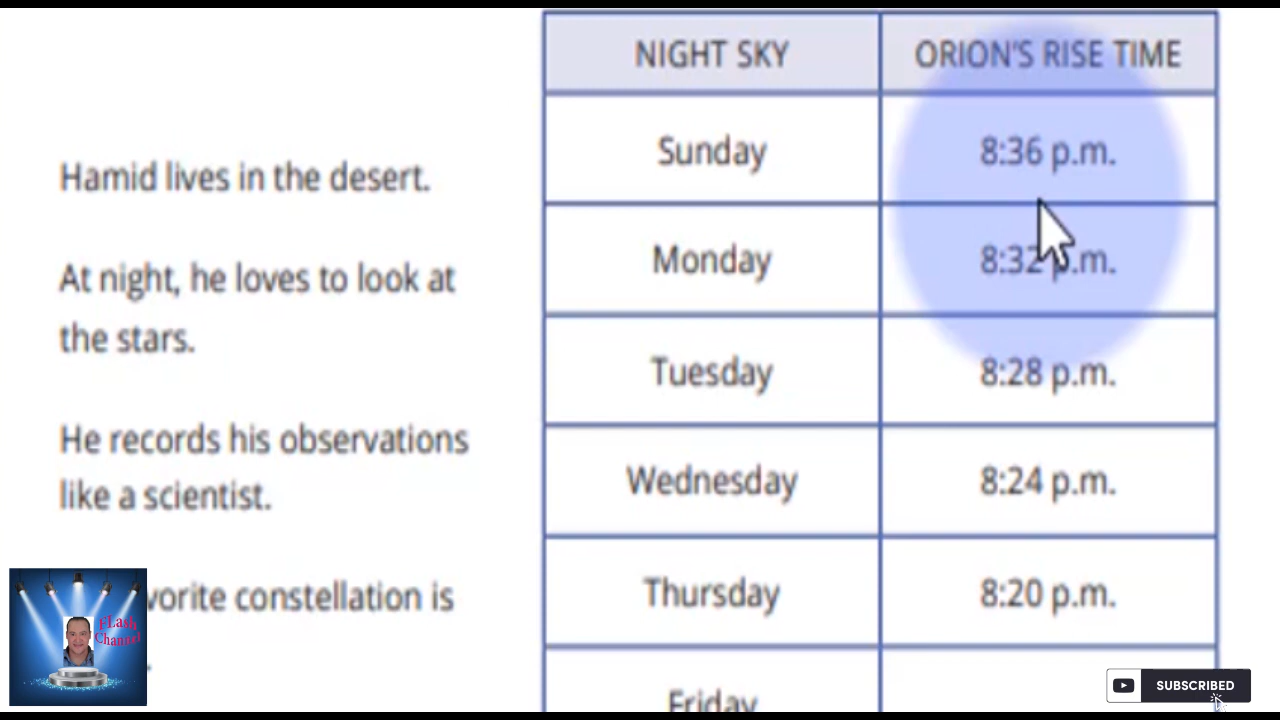 NIGHT SKY ORION'S RISE TIME
Sunday 8:36 p.m.
Hamid lives in the desert.
Monday 8:32 p.m.
At night, he loves to look at
the stars.
Tuesday 8:28 p.m.
He records his observations
like a scientist.
Wednesday 8:24 p.m.
Thursday 8:20 p.m.
vorite constellation is
Friday
FLash
Channel
SUBSCRIBED